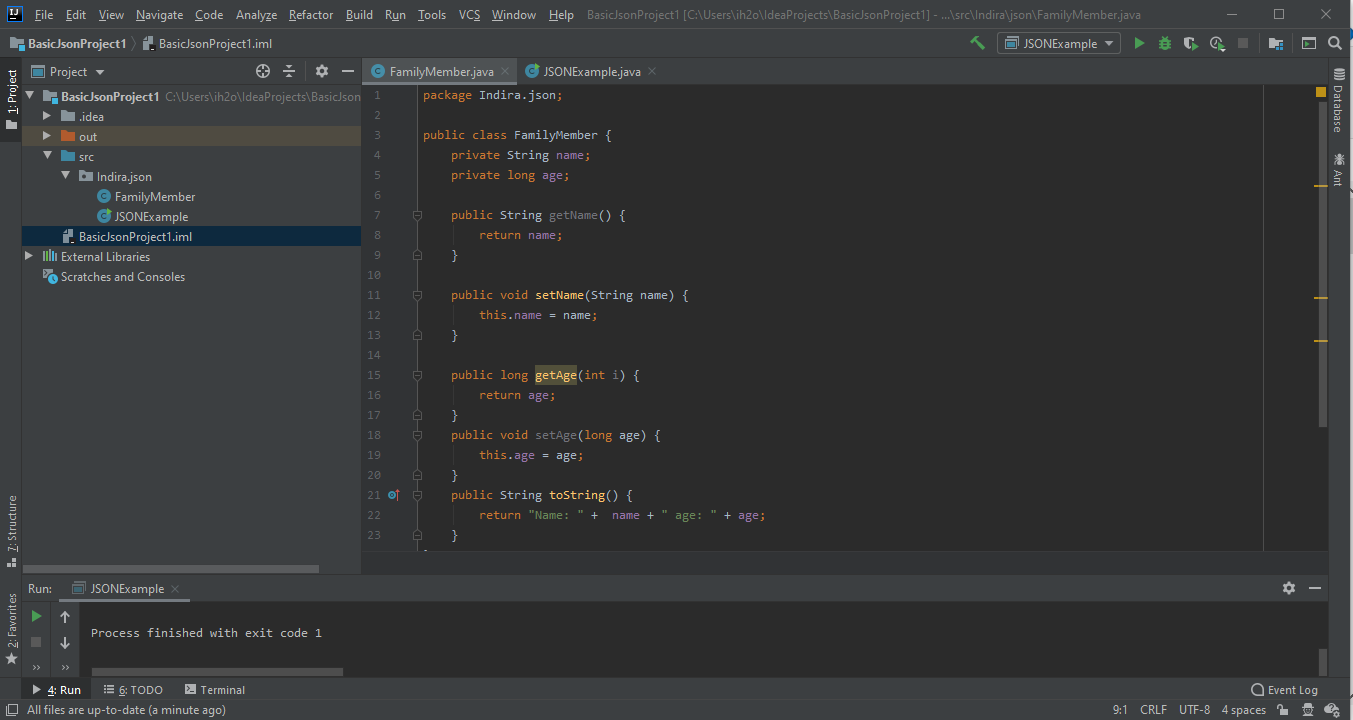 File Edit View Navigate Code Analyze Refactor Build Run Tools VCS Window Help BasicJsonProject1 [C:\Users\ih2o\IdeaProjects\BasicJsonProject1] - ...\src\Indira\json\FamilyMember.java
BasicJsonProject1 BasicJsonProject1.iml JSONExample
1: Project
Project
FamilyMember.java JSONExample.java
BasicJsonProject1 C:\Users\ih2o\IdeaProjects\BasicJson
.idea
out
src
Indira.json
FamilyMember
JSONExample
BasicJsonProject1.iml
External Libraries
Scratches and Consoles
1 package Indira.json;
2
3 public class FamilyMember {
4 private String name;
5 private long age;
6
7 public String getName() {
8 return name;
9 }
10
11 public void setName(String name) {
12 this.name = name;
13 }
14
15 public long getAge(int i) {
16 return age;
17 }
18 public void setAge(long age) {
19 this.age = age;
20 }
21 public String toString() {
22 return "Name: " +  name + " age: " + age;
23 }
Database
Ant
7: Structure
2: Favorites
Run: JSONExample
Process finished with exit code 1
4: Run 6: TODO Terminal Event Log
All files are up-to-date (a minute ago) 9:1 CRLF UTF-8 4 spaces